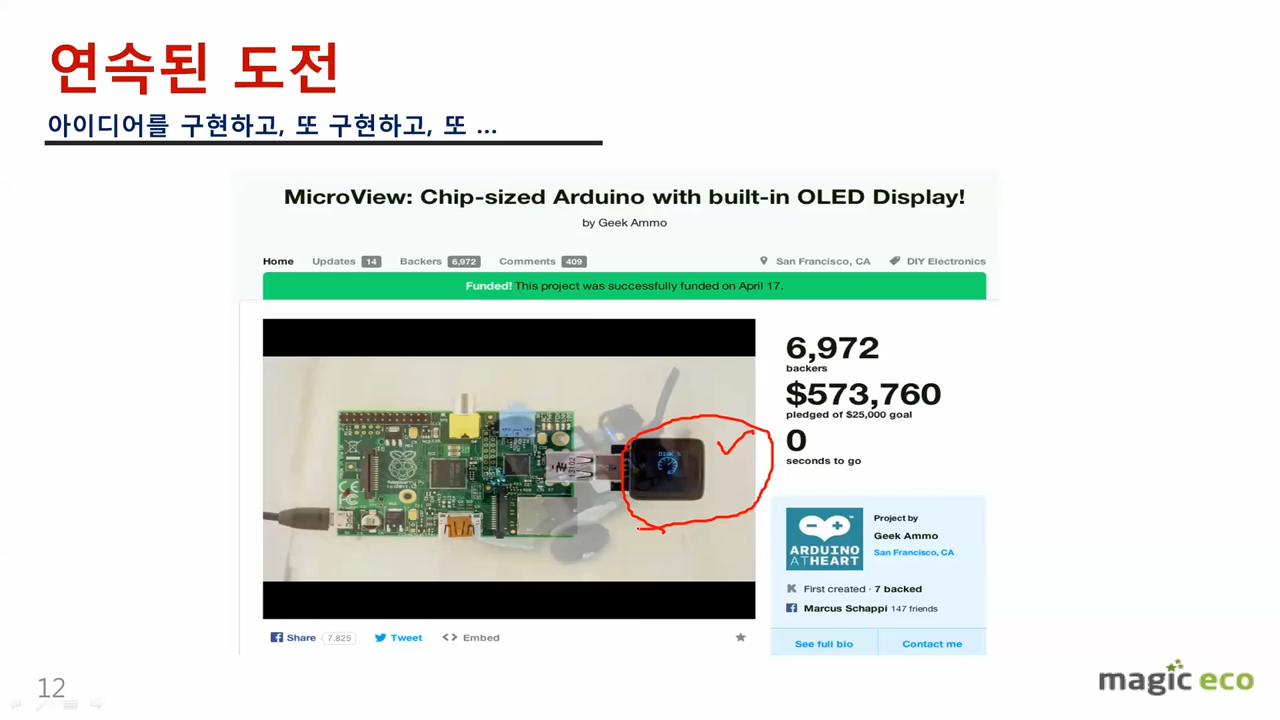 연속된 도전
아이디어를 구현하고, 또 구현하고, 또 ...
MicroView: Chip-sized Arduino with built-in OLED Display!
by Geek Ammo
Home Updates 14 Backers 6,972 Comments 409 San Francisco, CA DIY Electronics
Funded! This project was successfully funded on April 17.
6,972
backers
$573,760
pledged of $25,000 goal
0
seconds to go
Project by
Geek Ammo
San Francisco, CA
ARDUINO
AT HEART
First created · 7 backed
Marcus Schappi 147 friends
See full bio Contact me
Share 7,825 Tweet Embed
12
magic eco